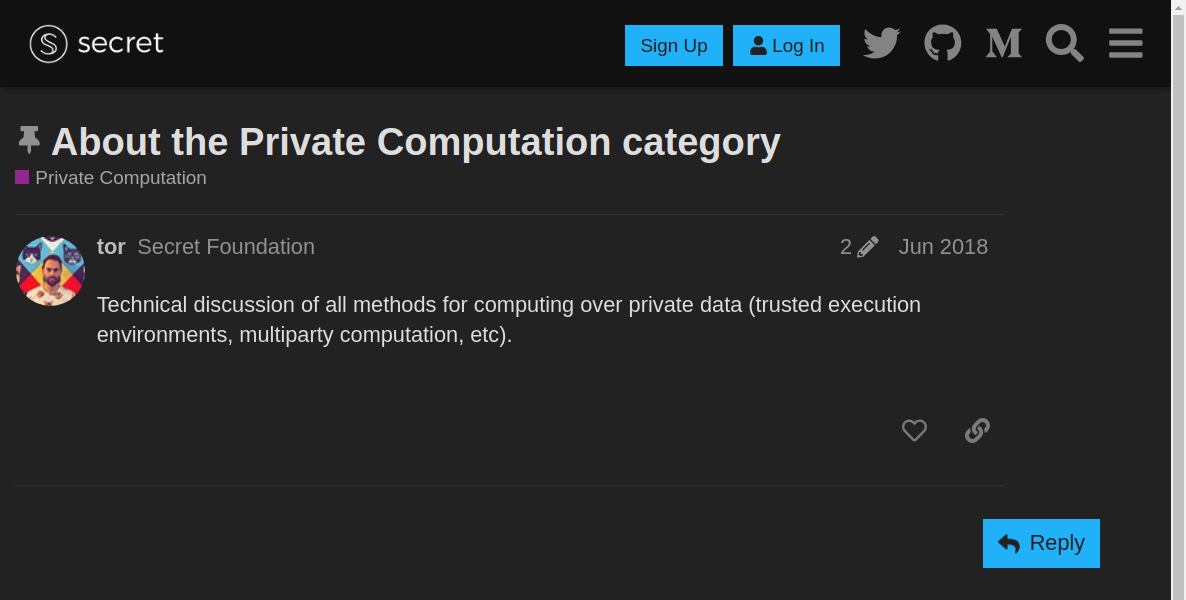 secret
Sign Up
Log In
About the Private Computation category
Private Computation
tor Secret Foundation
2
Jun 2018
Technical discussion of all methods for computing over private data (trusted execution
environments, multiparty computation, etc).
Reply